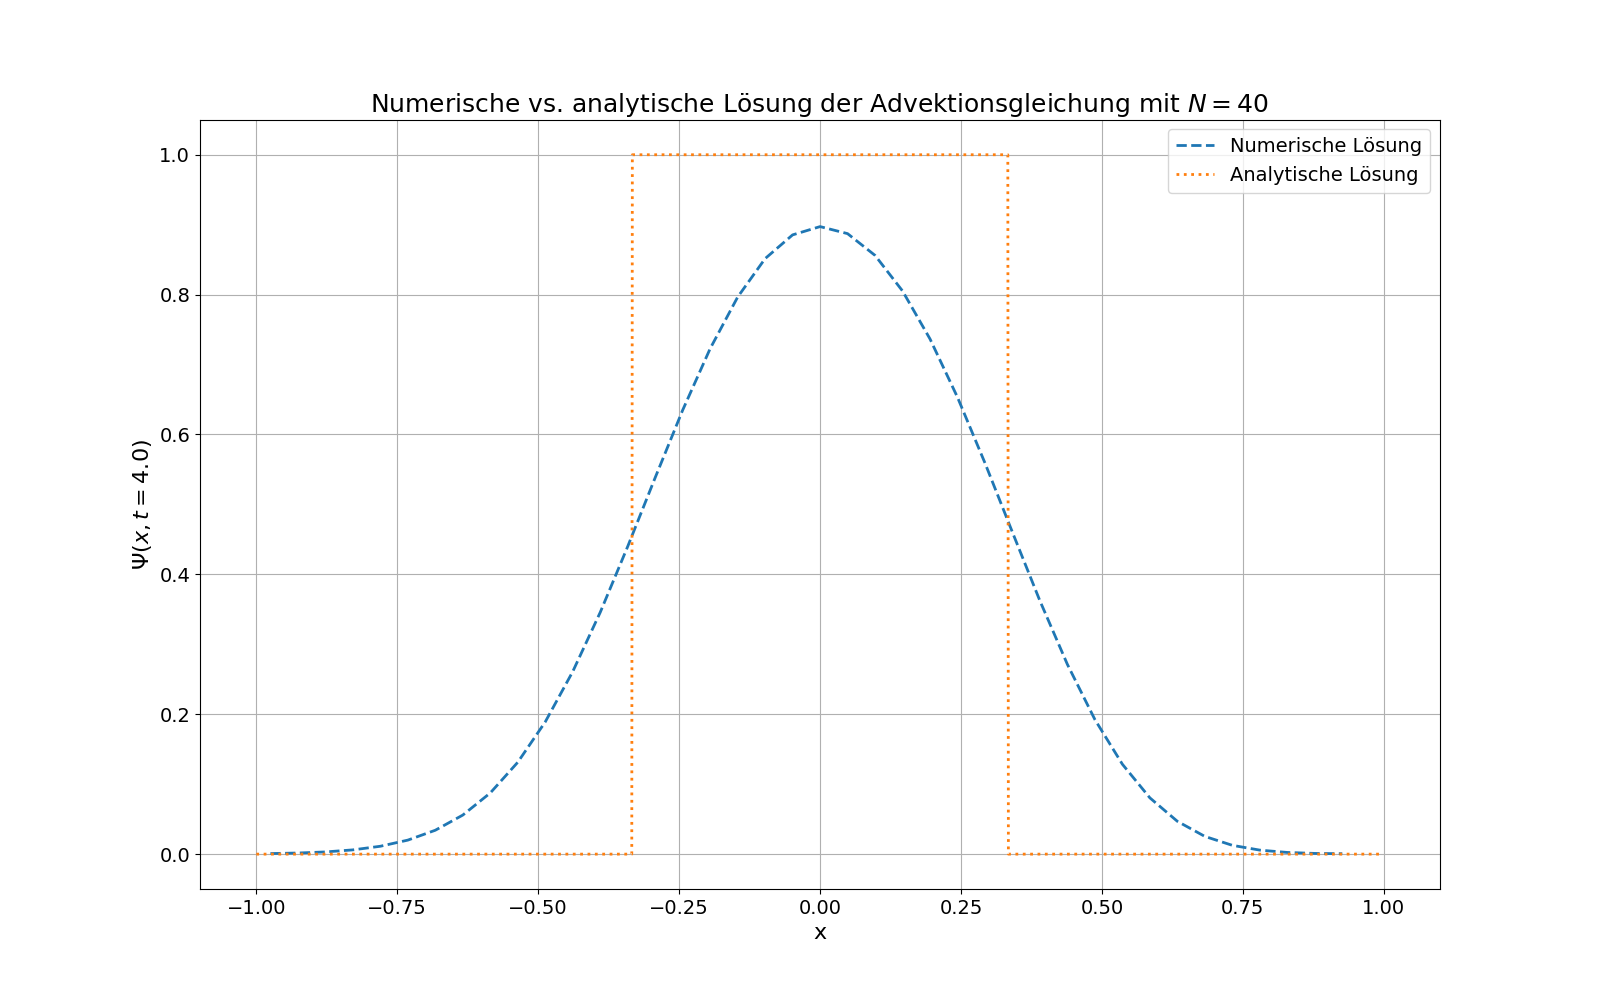 Numerische vs. analytische Lösung der Advektionsgleichung mit N = 40
Numerische Lösung
Analytische Lösung
1.0
0.8
0.6
0.4
0.2
0.0
Ψ(x, t = 4.0)
−1.00 −0.75 −0.50 −0.25 0.00 0.25 0.50 0.75 1.00
x